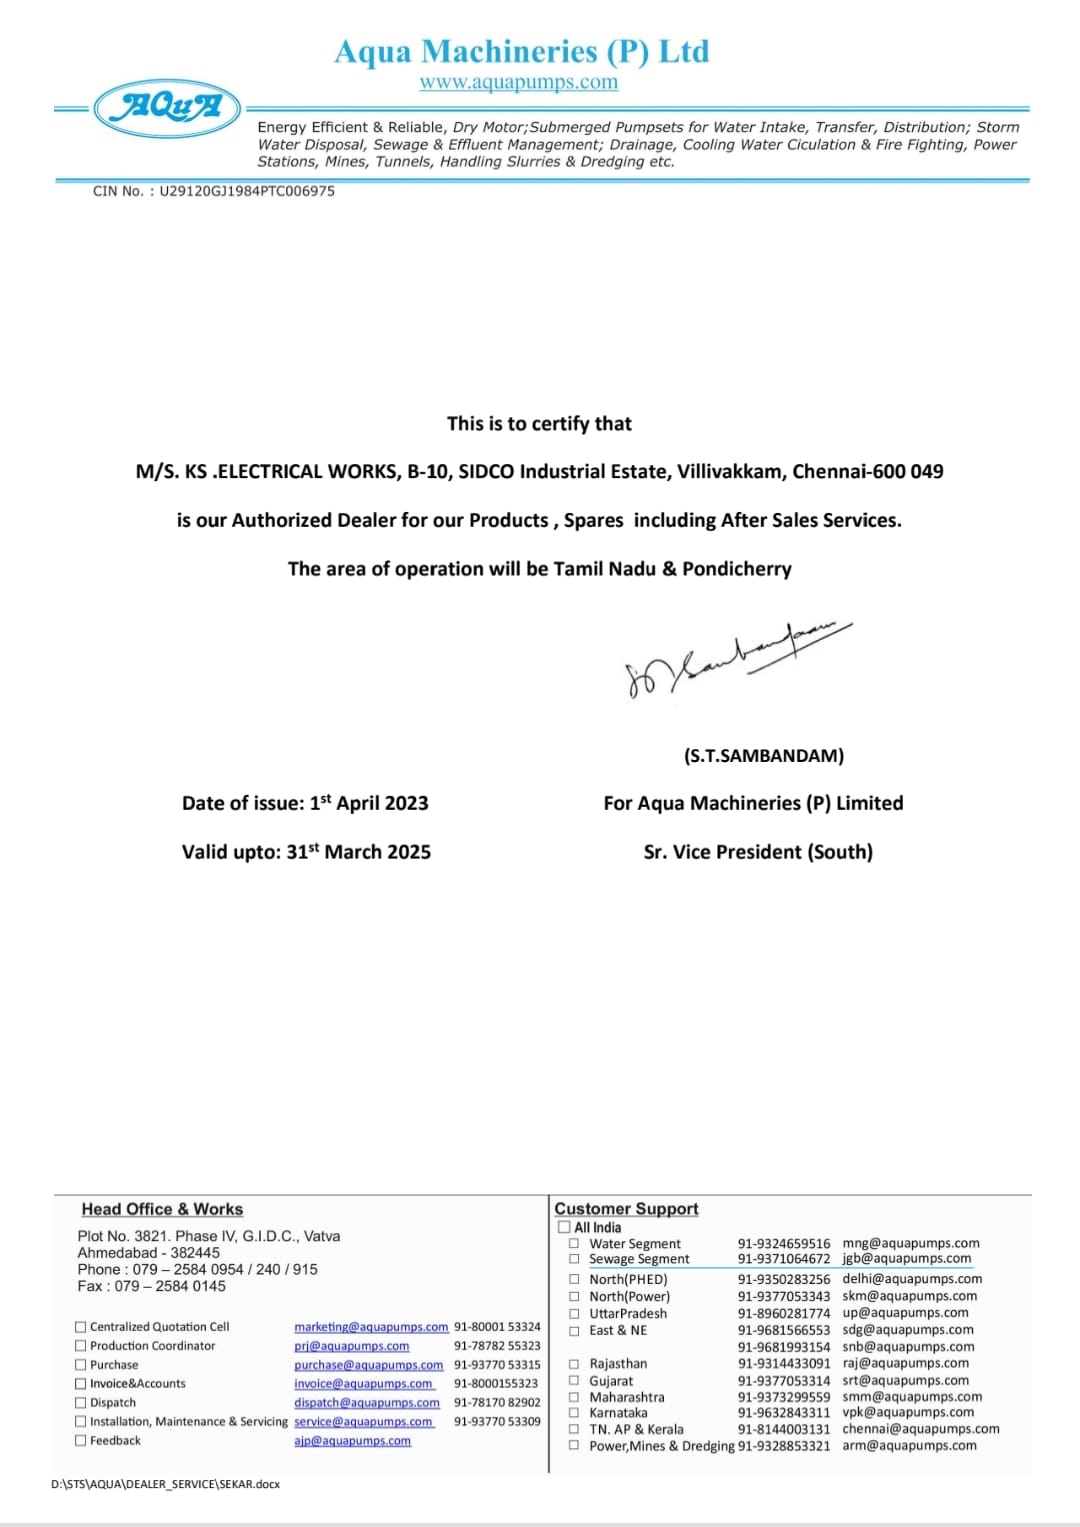 Aqua Machineries (P) Ltd
www.aquapumps.com
AQUA
Energy Efficient & Reliable, Dry Motor;Submerged Pumpsets for Water Intake, Transfer, Distribution; Storm
Water Disposal, Sewage & Effluent Management; Drainage, Cooling Water Ciculation & Fire Fighting, Power
Stations, Mines, Tunnels, Handling Slurries & Dredging etc.
CIN No. : U29120GJ1984PTC006975
This is to certify that
M/S. KS .ELECTRICAL WORKS, B-10, SIDCO Industrial Estate, Villivakkam, Chennai-600 049
is our Authorized Dealer for our Products , Spares including After Sales Services.
The area of operation will be Tamil Nadu & Pondicherry
(S.T.SAMBANDAM)
Date of issue: 1st April 2023 For Aqua Machineries (P) Limited
Valid upto: 31st March 2025 Sr. Vice President (South)
Head Office & Works
Plot No. 3821. Phase IV, G.I.D.C., Vatva
Ahmedabad - 382445
Phone : 079 – 2584 0954 / 240 / 915
Fax : 079 – 2584 0145
Centralized Quotation Cell marketing@aquapumps.com 91-80001 53324
Production Coordinator prj@aquapumps.com 91-78782 55323
Purchase purchase@aquapumps.com 91-93770 53315
Invoice&Accounts invoice@aquapumps.com 91-8000155323
Dispatch dispatch@aquapumps.com 91-78170 82902
Installation, Maintenance & Servicing service@aquapumps.com 91-93770 53309
Feedback ajp@aquapumps.com
Customer Support
All India
Water Segment 91-9324659516 mng@aquapumps.com
Sewage Segment 91-9371064672 jgb@aquapumps.com
North(PHED) 91-9350283256 delhi@aquapumps.com
North(Power) 91-9377053343 skm@aquapumps.com
UttarPradesh 91-8960281774 up@aquapumps.com
East & NE 91-9681566553 sdg@aquapumps.com
91-9681993154 snb@aquapumps.com
Rajasthan 91-9314433091 raj@aquapumps.com
Gujarat 91-9377053314 srt@aquapumps.com
Maharashtra 91-9373299559 smm@aquapumps.com
Karnataka 91-9632843311 vpk@aquapumps.com
TN. AP & Kerala 91-8144003131 chennai@aquapumps.com
Power,Mines & Dredging 91-9328853321 arm@aquapumps.com
D:\STS\AQUA\DEALER_SERVICE\SEKAR.docx